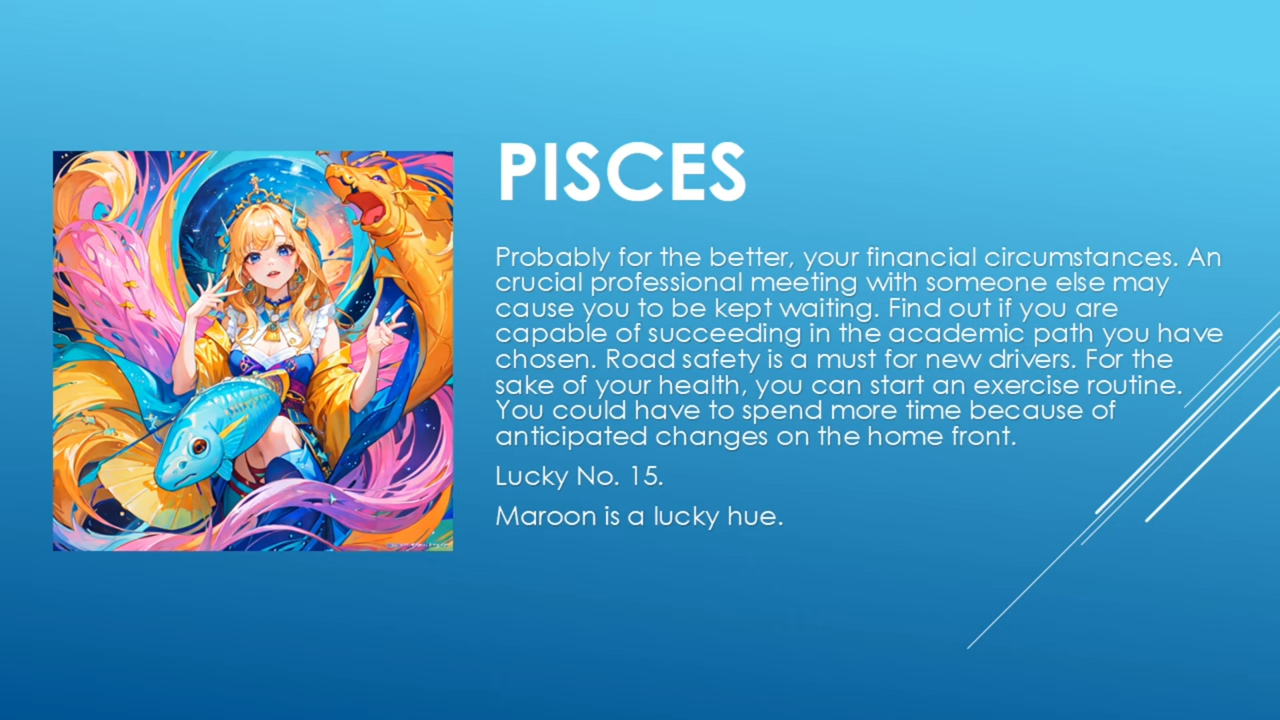 PISCES
Probably for the better, your financial circumstances. An
crucial professional meeting with someone else may
cause you to be kept waiting. Find out if you are
capable of succeeding in the academic path you have
chosen. Road safety is a must for new drivers. For the
sake of your health, you can start an exercise routine.
You could have to spend more time because of
anticipated changes on the home front.
Lucky No. 15.
Maroon is a lucky hue.